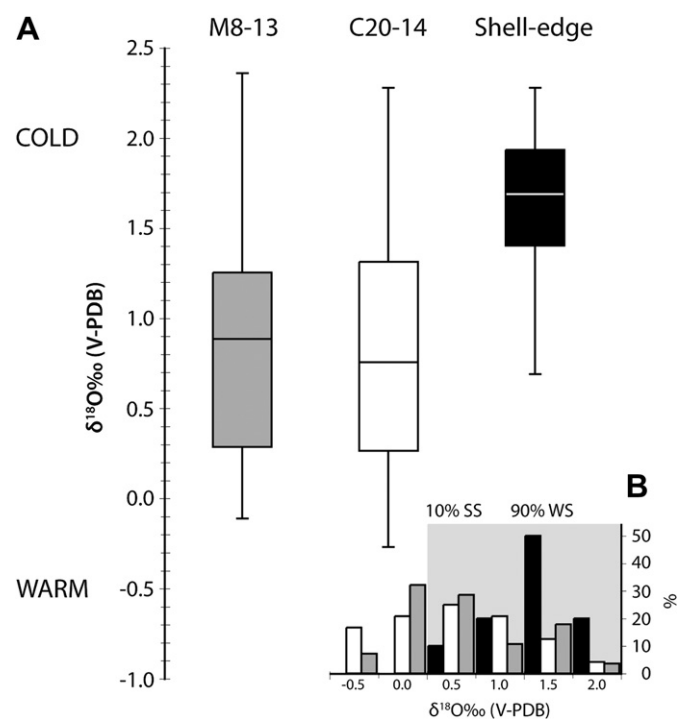 A
M8-13 C20-14 Shell-edge
COLD
WARM
δ¹⁸O‰ (V-PDB)
2.5
2.0
1.5
1.0
0.5
0.0
-0.5
-1.0
B
10% SS 90% WS
50
40
30
20
10
0
%
-0.5 0.0 0.5 1.0 1.5 2.0
δ¹⁸O‰ (V-PDB)